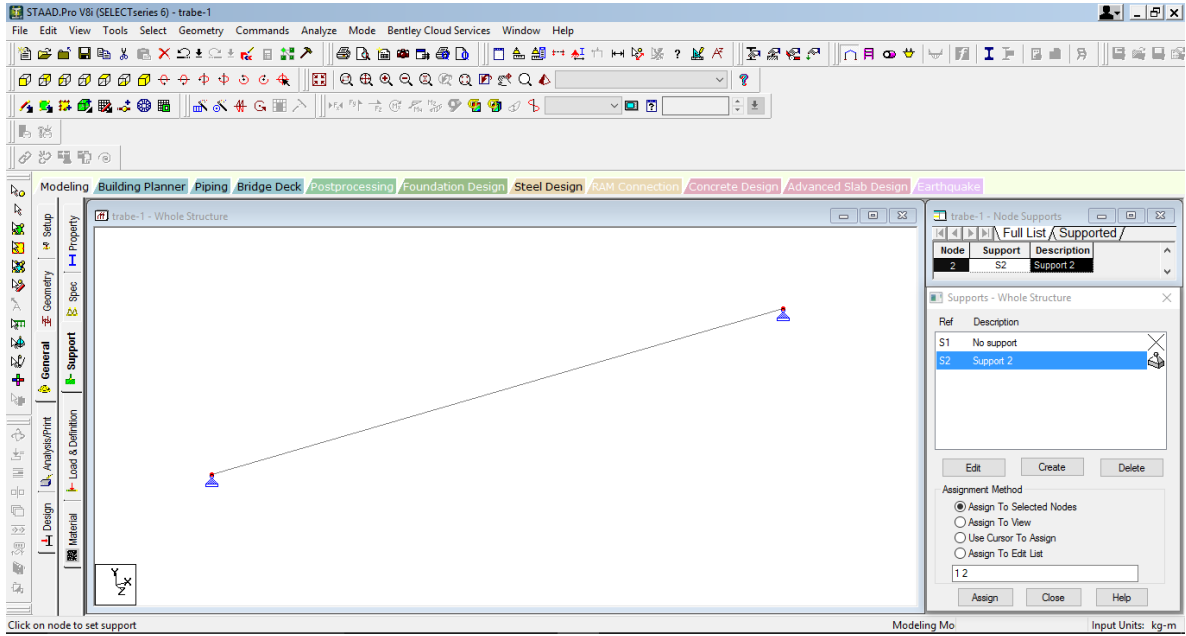 STAAD.Pro V8i (SELECTseries 6) - trabe-1
File Edit View Tools Select Geometry Commands Analyze Mode Bentley Cloud Services Window Help
Modeling Building Planner Piping Bridge Deck Postprocessing Foundation Design Steel Design RAM Connection Concrete Design Advanced Slab Design Earthquake
Setup
Geometry
General
Analysis/Print
Design
Property
Spec
Support
Load & Definition
Material
trabe-1 - Whole Structure
Y
X
Z
trabe-1 - Node Supports
Full List Supported
Node Support Description
2 S2 Support 2
Supports - Whole Structure
Ref Description
S1 No support
S2 Support 2
Edit Create Delete
Assignment Method
Assign To Selected Nodes
Assign To View
Use Cursor To Assign
Assign To Edit List
1 2
Assign Close Help
Click on node to set support
Modeling Mo
Input Units: kg-m